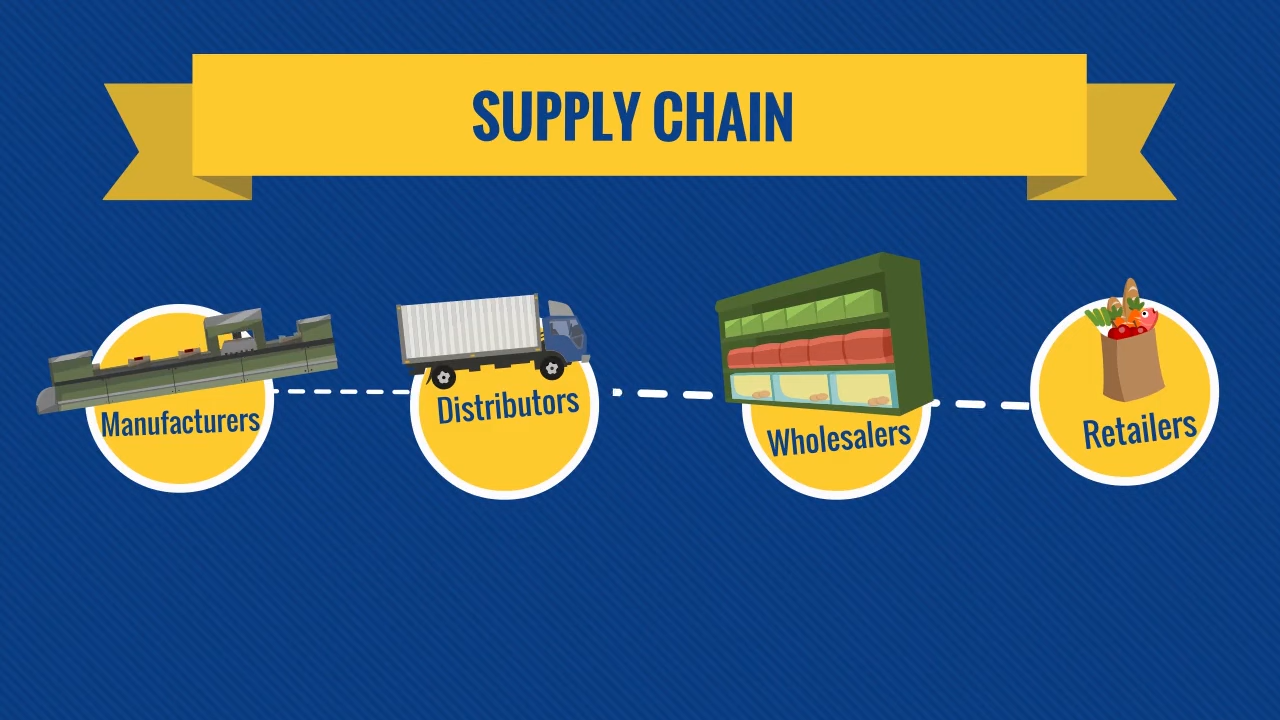 SUPPLY CHAIN
Manufacturers
Distributors
Wholesalers
Retailers